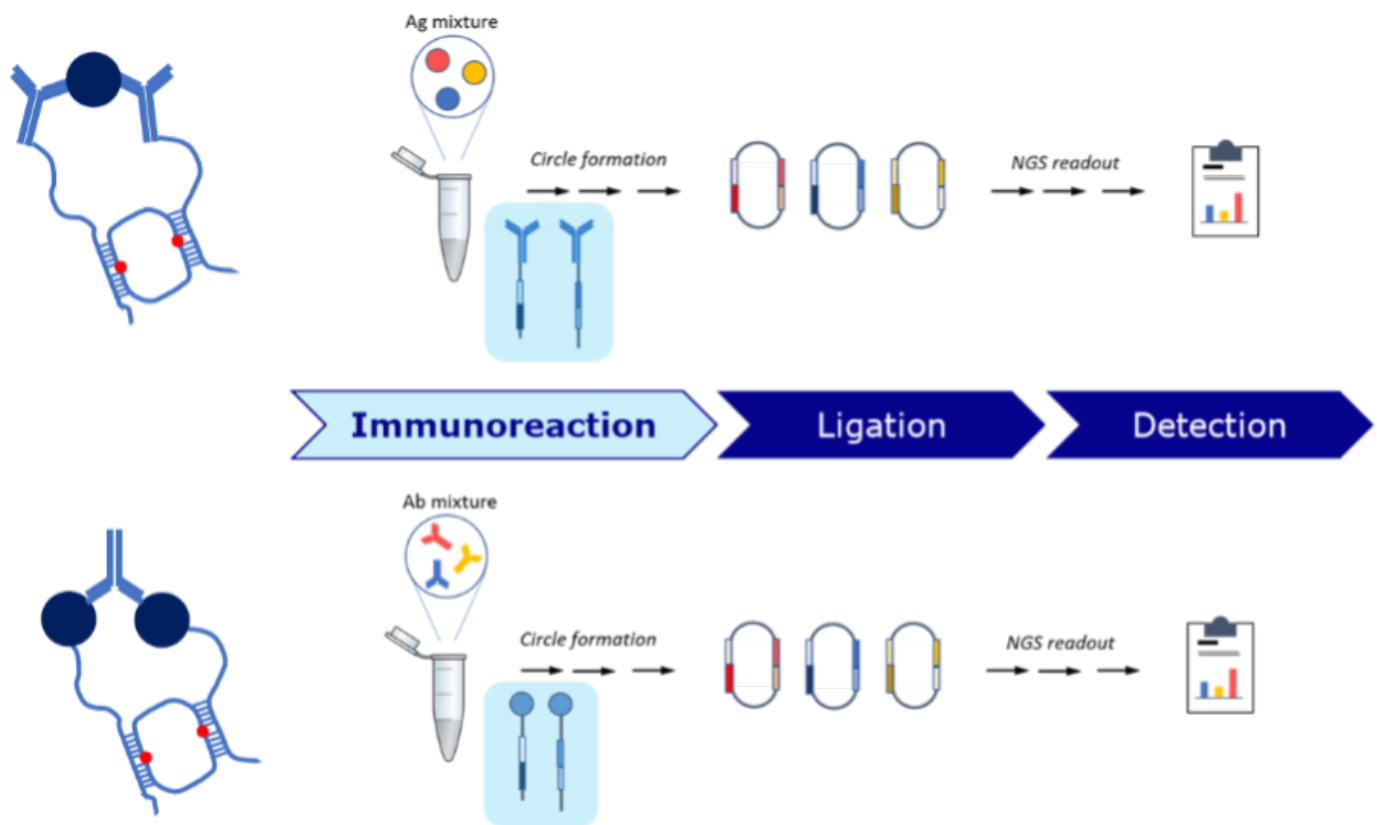 Ag mixture
Circle formation
NGS readout
Immunoreaction
Ligation
Detection
Ab mixture
Circle formation
NGS readout